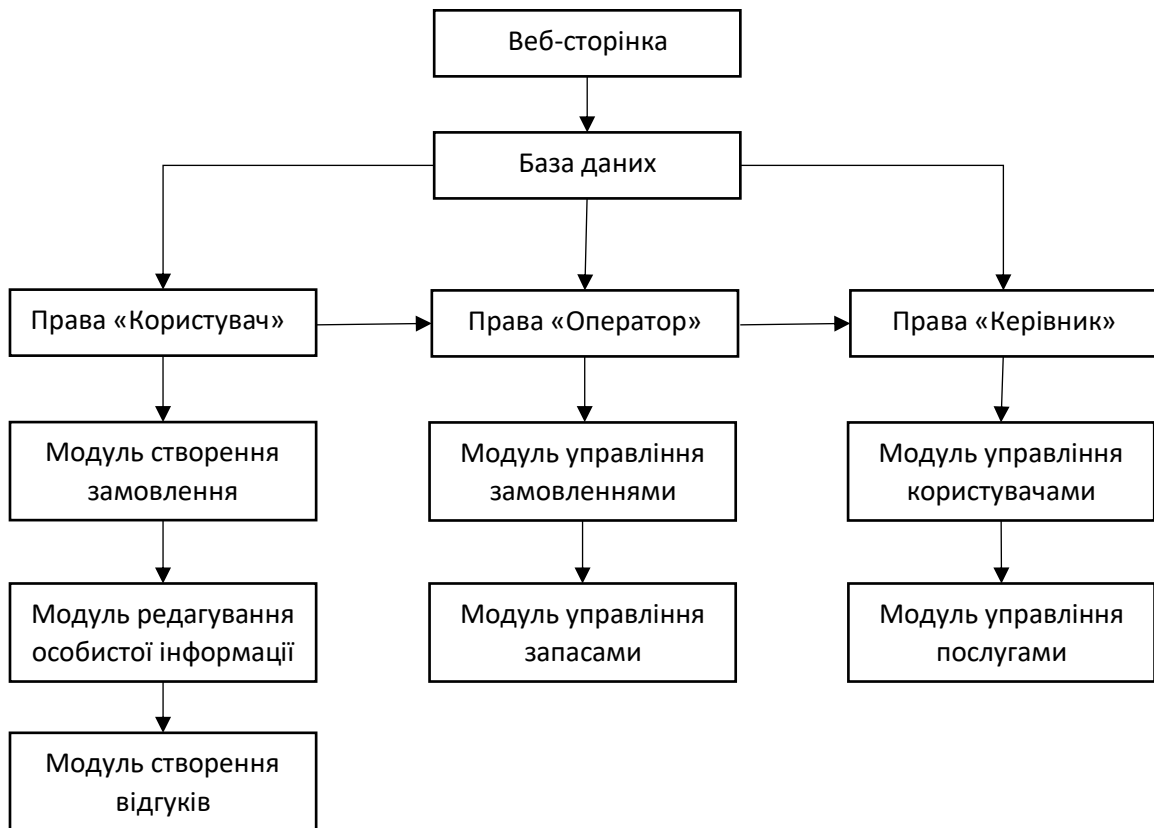 Веб-сторінка
База даних
Права «Користувач»
Права «Оператор»
Права «Керівник»
Модуль створення
замовлення
Модуль управління
замовленнями
Модуль управління
користувачами
Модуль редагування
особистої інформації
Модуль управління
запасами
Модуль управління
послугами
Модуль створення
відгуків